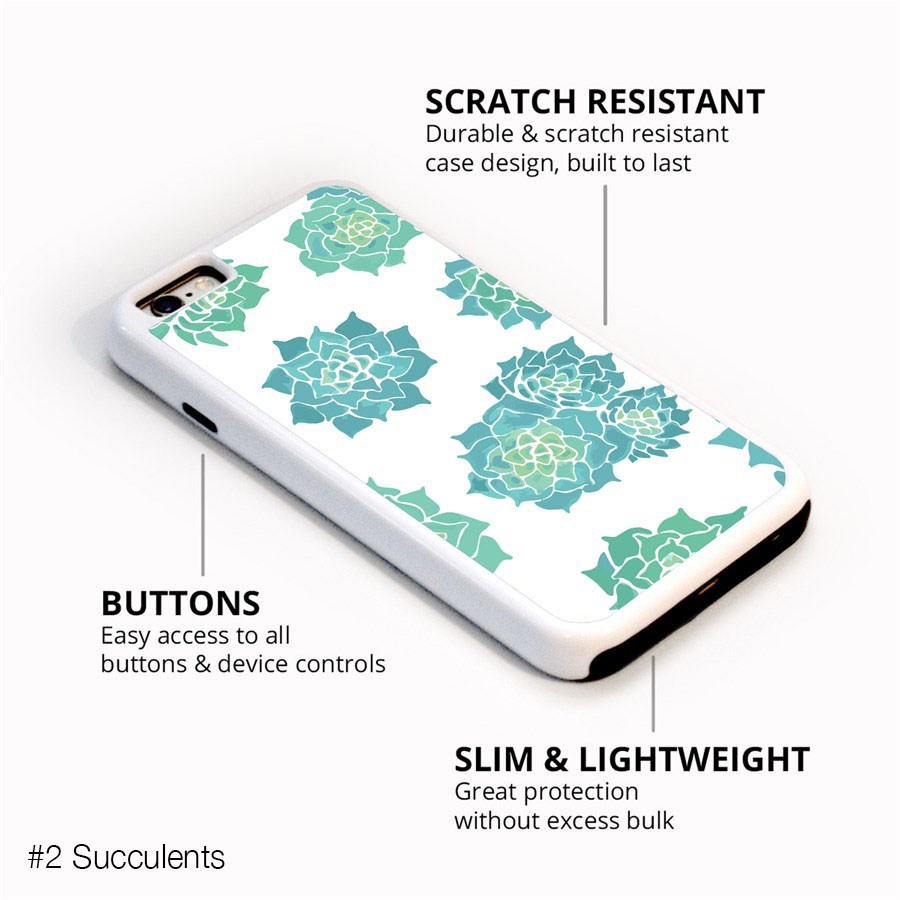 SCRATCH RESISTANT
Durable & scratch resistant
case design, built to last
BUTTONS
Easy access to all
buttons & device controls
SLIM & LIGHTWEIGHT
Great protection
without excess bulk
#2 Succulents